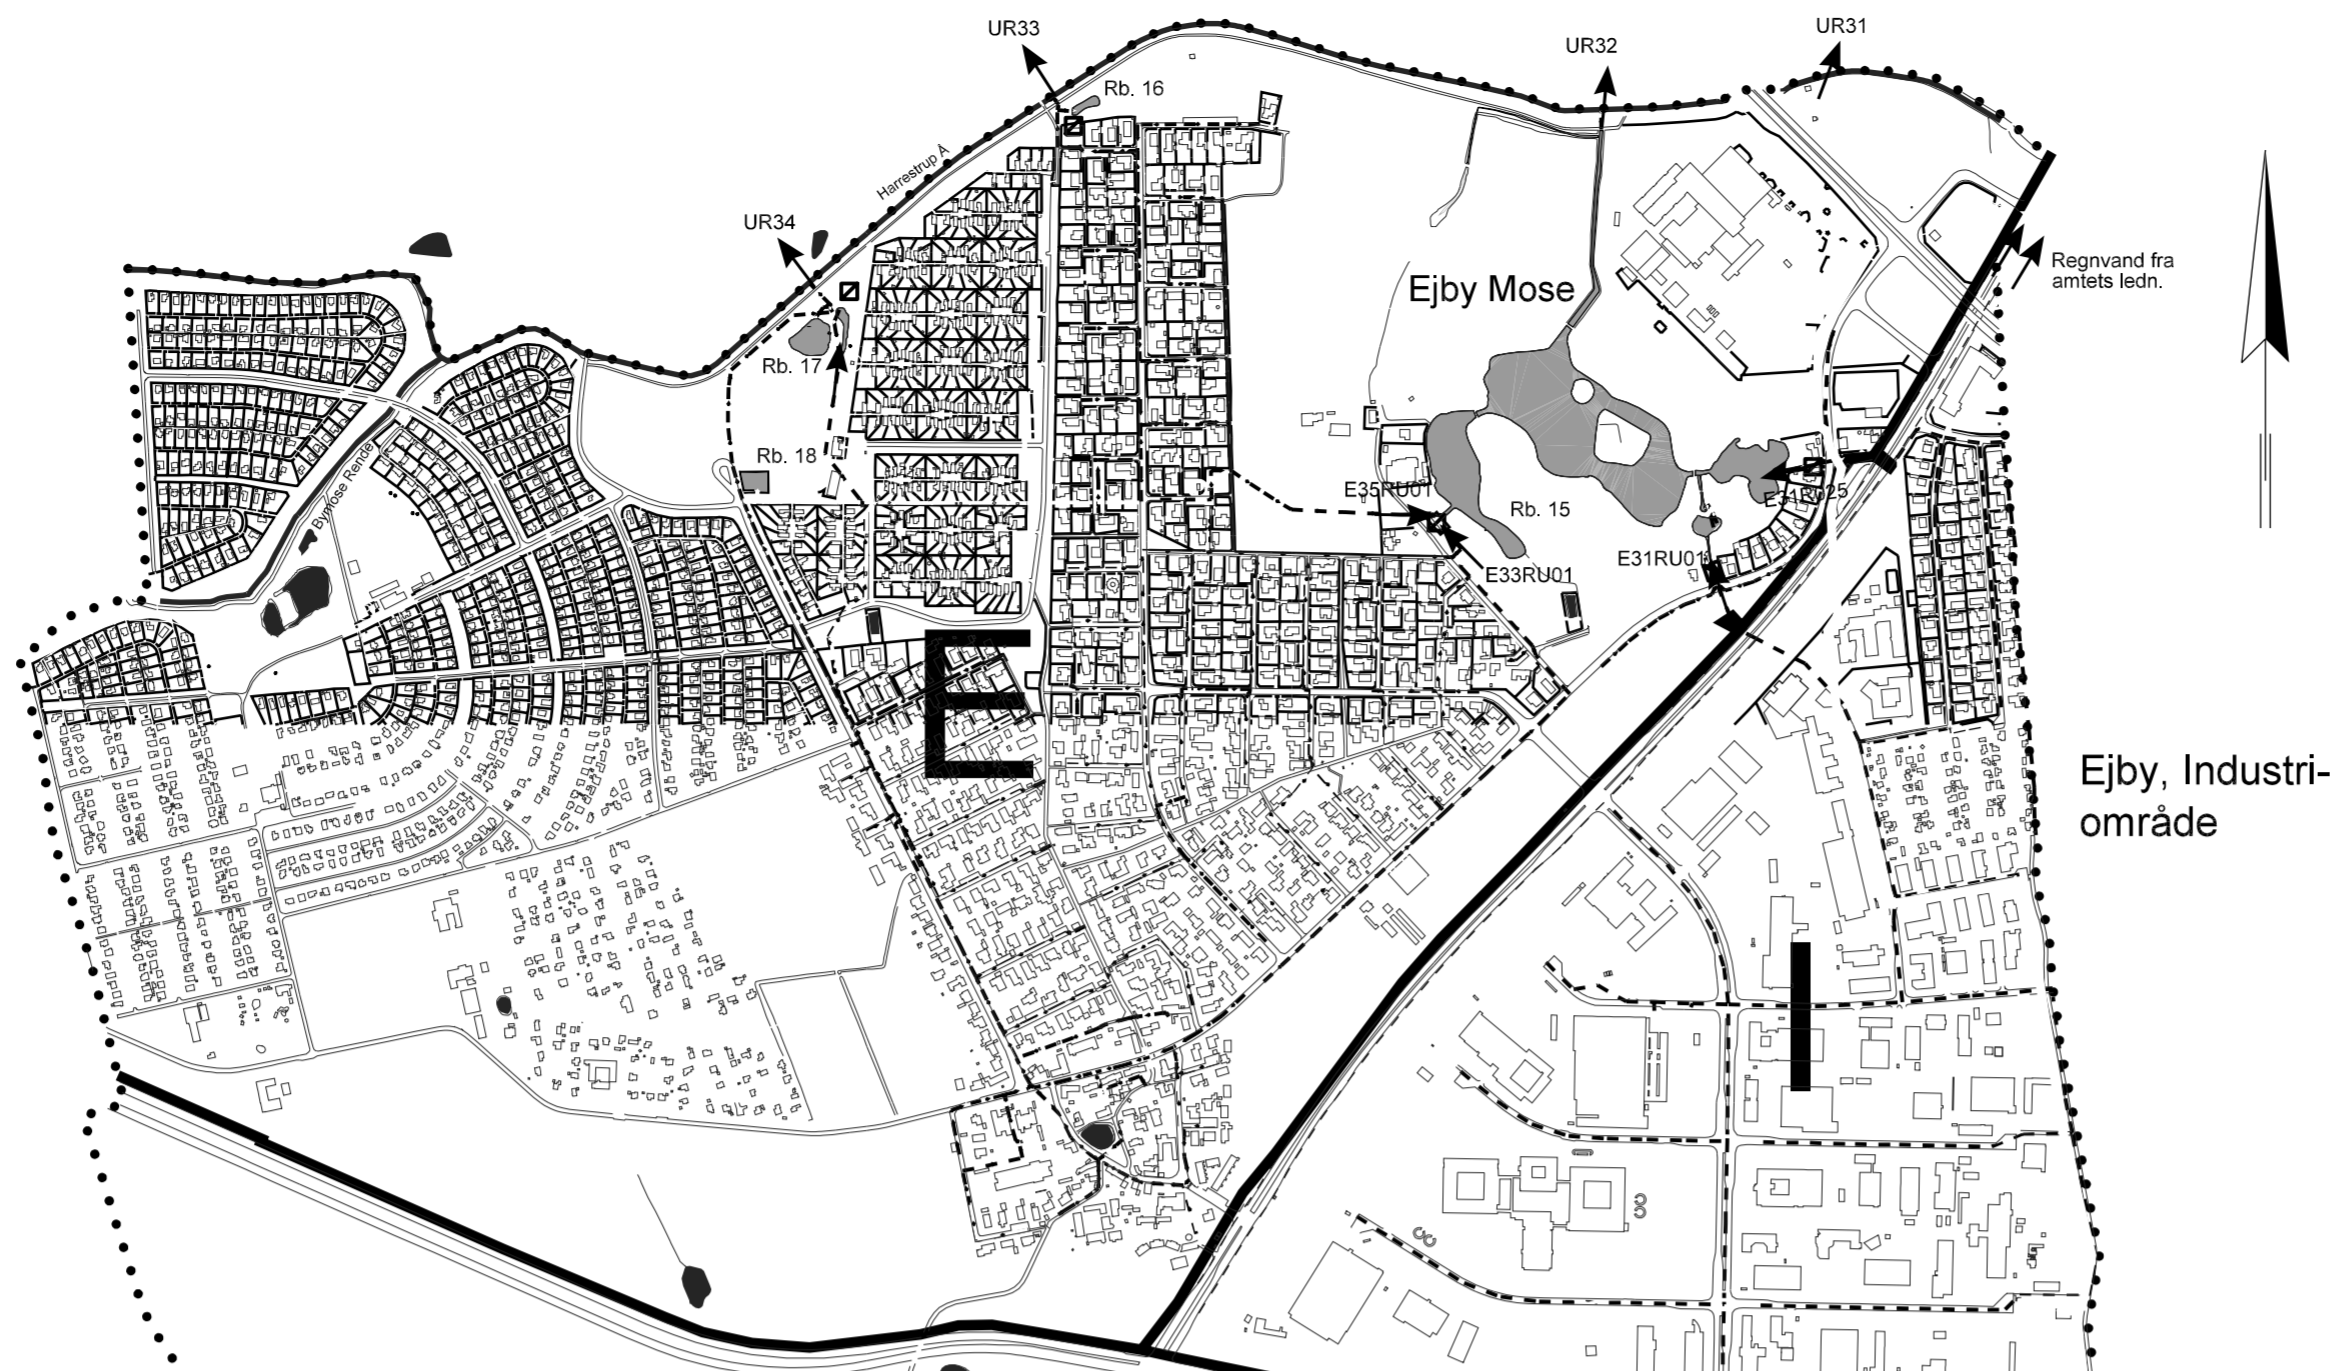 UR31
UR33
UR32
Rb. 16
Harrestrup Å
UR34
Regnvand fra
amtets ledn.
Ejby Mose
Rb. 17
Rb. 18
Bymose Rende
E35RU01
E31RU25
Rb. 15
E31RU01
E33RU01
E
Ejby, Industri-
område
I